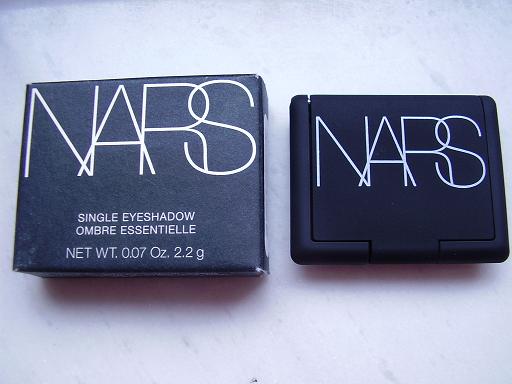 NARS
SINGLE EYESHADOW
OMBRE ESSENTIELLE
NET WT. 0.07 Oz. 2.2 g
NARS